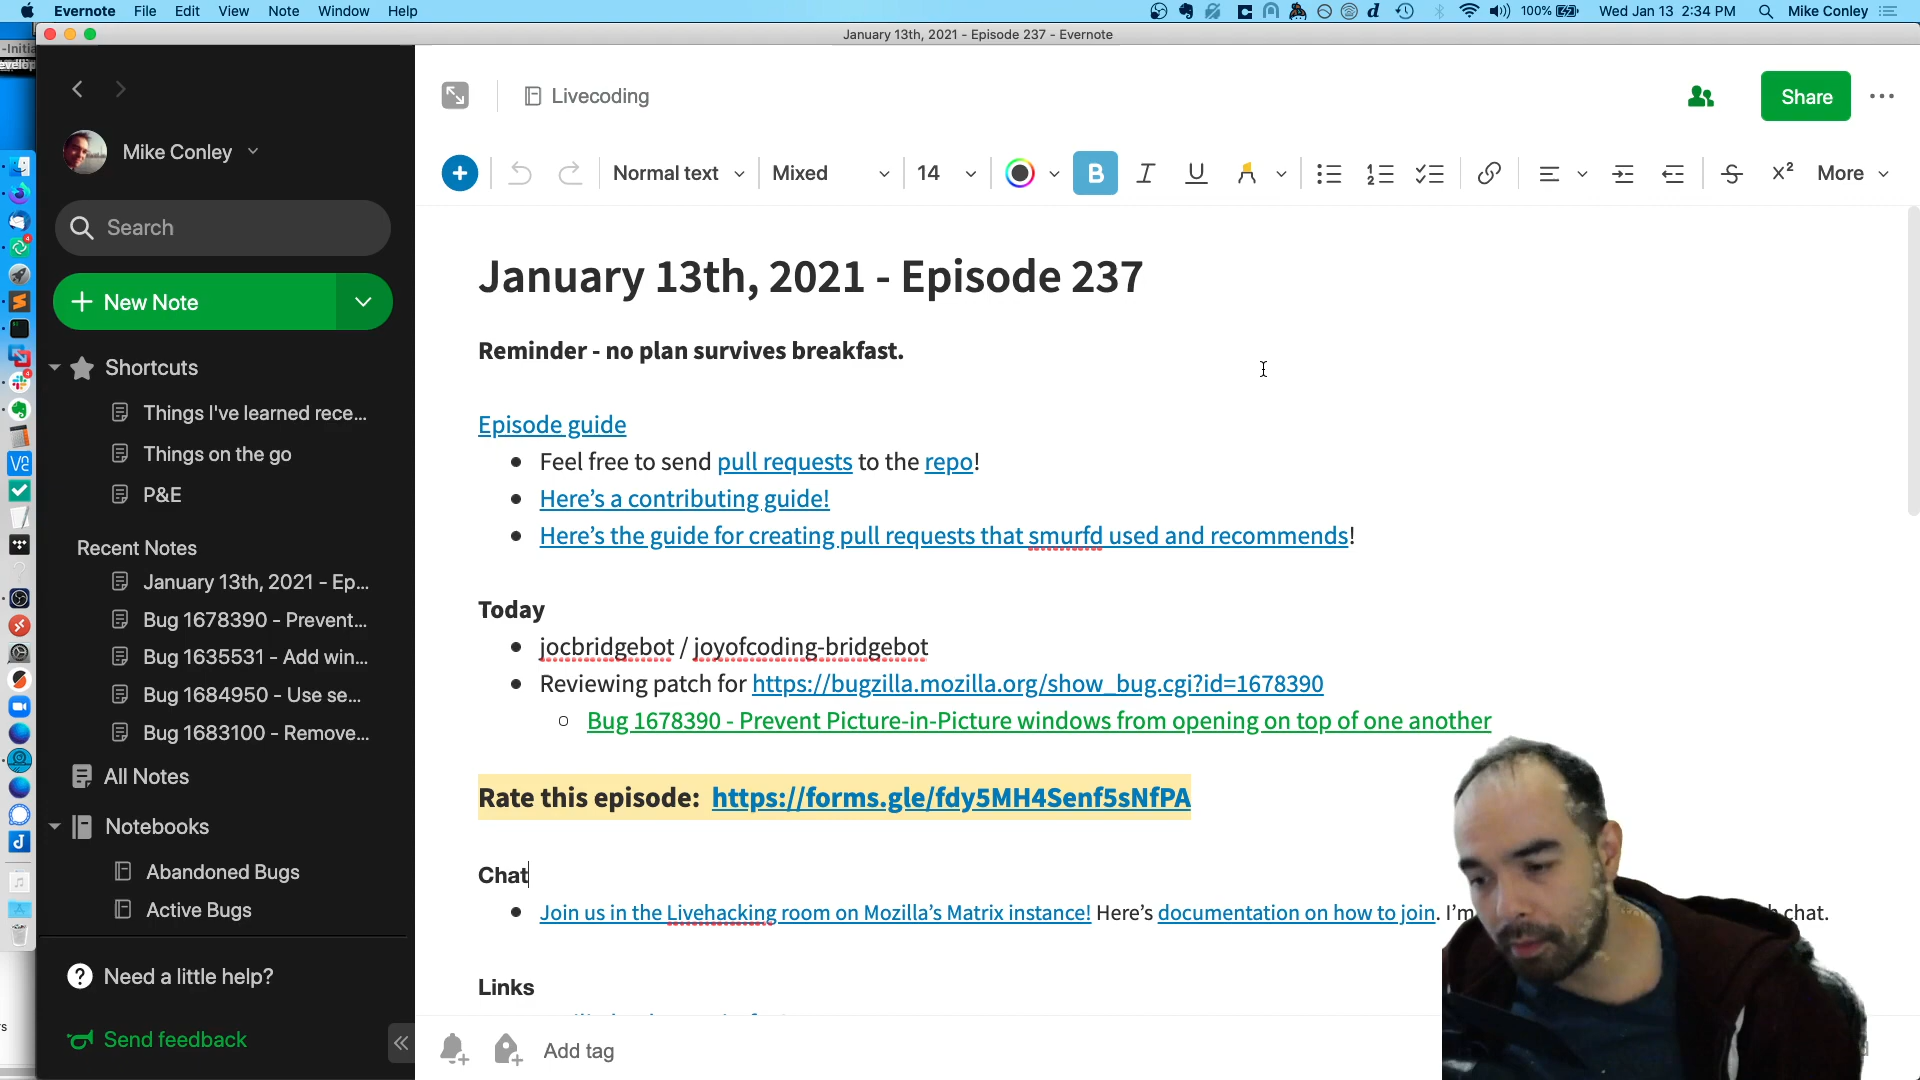 Evernote File Edit View Note Window Help
100% Wed Jan 13 2:34 PM Mike Conley
January 13th, 2021 - Episode 237 - Evernote
Livecoding
Share
Mike Conley
Normal text Mixed 14 B I U X² More
Search
New Note
Shortcuts
Things I've learned rece...
Things on the go
P&E
Recent Notes
January 13th, 2021 - Ep...
Bug 1678390 - Prevent...
Bug 1635531 - Add win...
Bug 1684950 - Use se...
Bug 1683100 - Remove...
All Notes
Notebooks
Abandoned Bugs
Active Bugs
Need a little help?
Send feedback
January 13th, 2021 - Episode 237
Reminder - no plan survives breakfast.
Episode guide
Feel free to send pull requests to the repo!
Here’s a contributing guide!
Here’s the guide for creating pull requests that smurfd used and recommends!
Today
jocbridgebot / joyofcoding-bridgebot
Reviewing patch for https://bugzilla.mozilla.org/show_bug.cgi?id=1678390
Bug 1678390 - Prevent Picture-in-Picture windows from opening on top of one another
Rate this episode: https://forms.gle/fdy5MH4Senf5sNfPA
Chat
Join us in the Livehacking room on Mozilla’s Matrix instance! Here’s documentation on how to join. I’m chat.
Links
Add tag